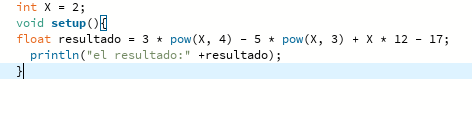 int X = 2;
void setup(){
float resultado = 3 * pow(X, 4) - 5 * pow(X, 3) + X * 12 - 17;
  println("el resultado:" +resultado);
}